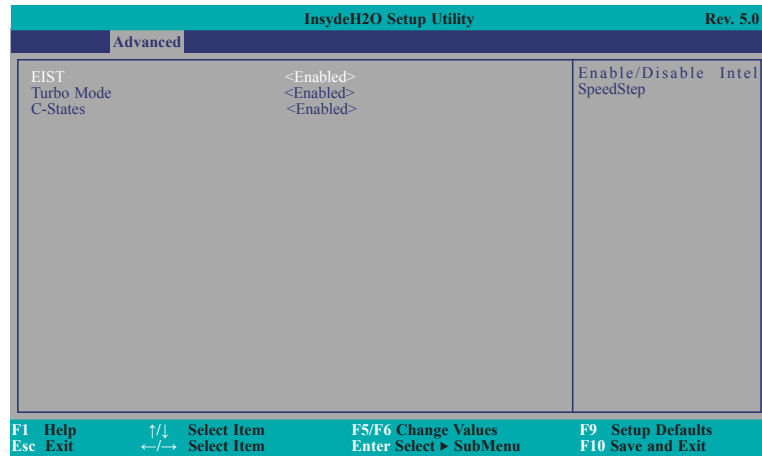 InsydeH2O Setup Utility Rev. 5.0
Advanced
EIST <Enabled>
Turbo Mode <Enabled>
C-States <Enabled>
Enable/Disable Intel
SpeedStep
F1 Help ↑/↓ Select Item F5/F6 Change Values F9 Setup Defaults
Esc Exit ←/→ Select Item Enter Select ► SubMenu F10 Save and Exit